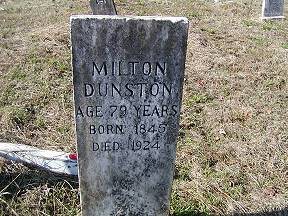 MILTON
DUNSTON
AGE 79 YEARS
BORN 1845
DIED 1924